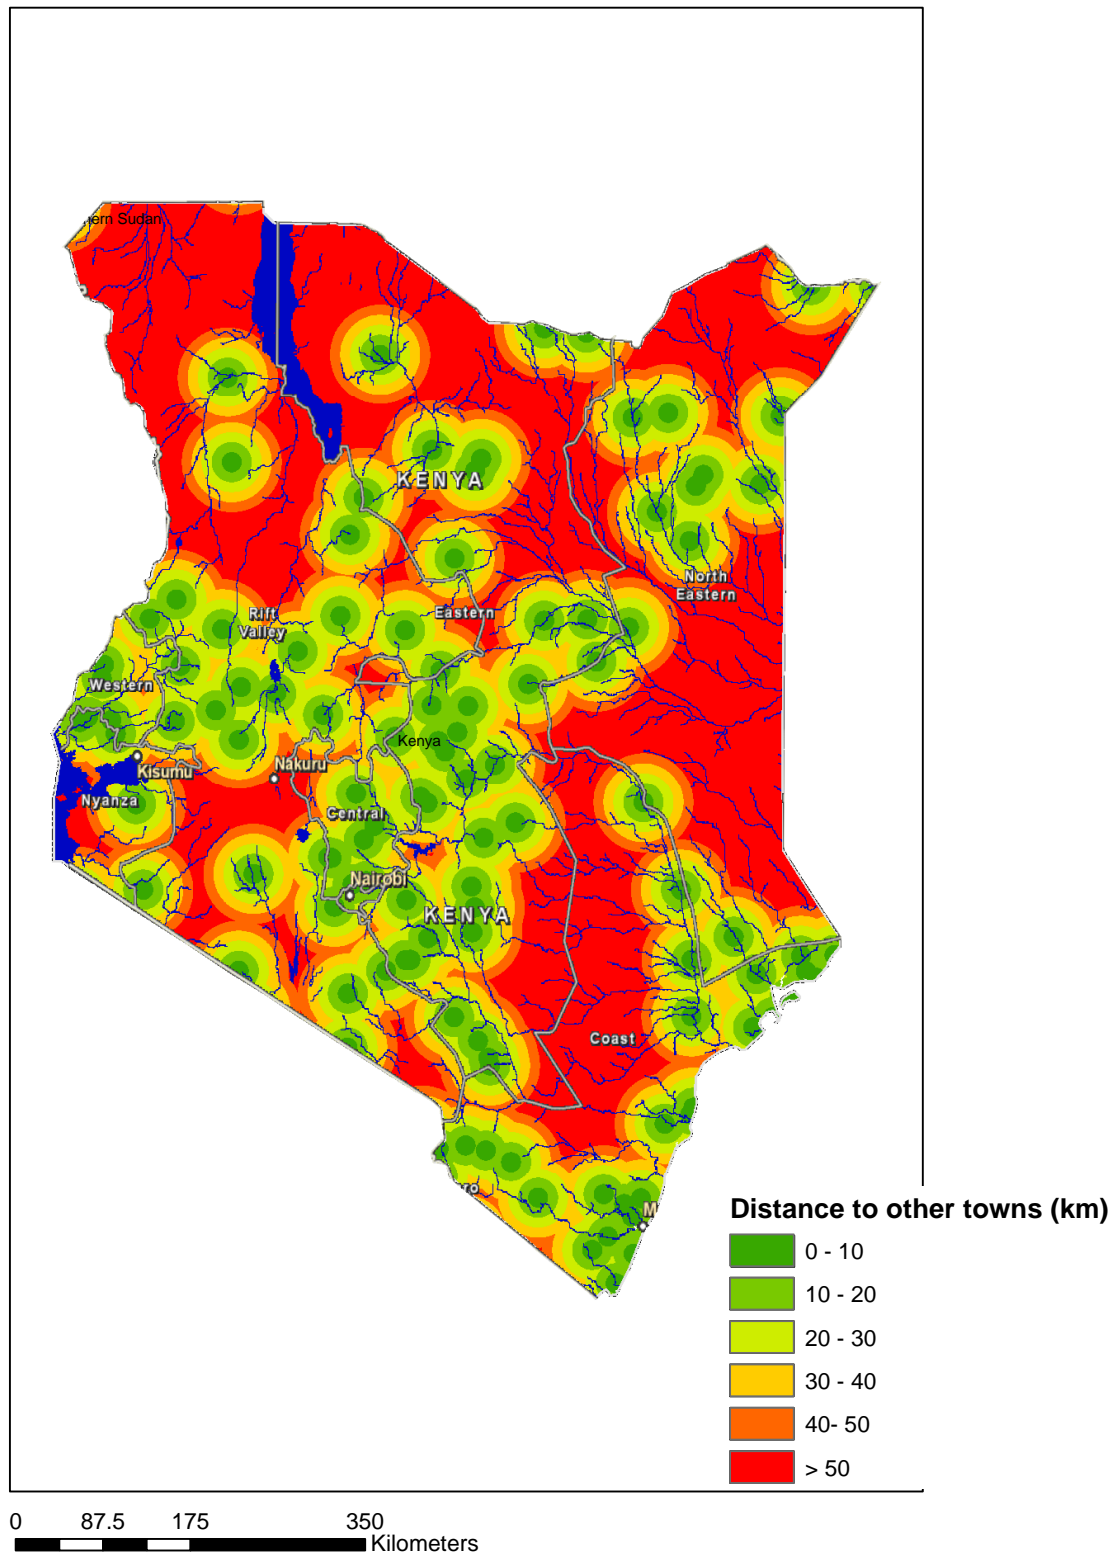 ern Sudan
KENYA
North
Eastern
Rift
Valley
Eastern
Western
Kenya
Kisumu
Nakuru
Nyanza
Central
Nairobi
KENYA
Coast
ro
M
Distance to other towns (km)
0 - 10
10 - 20
20 - 30
30 - 40
40- 50
> 50
0 87.5 175 350
Kilometers